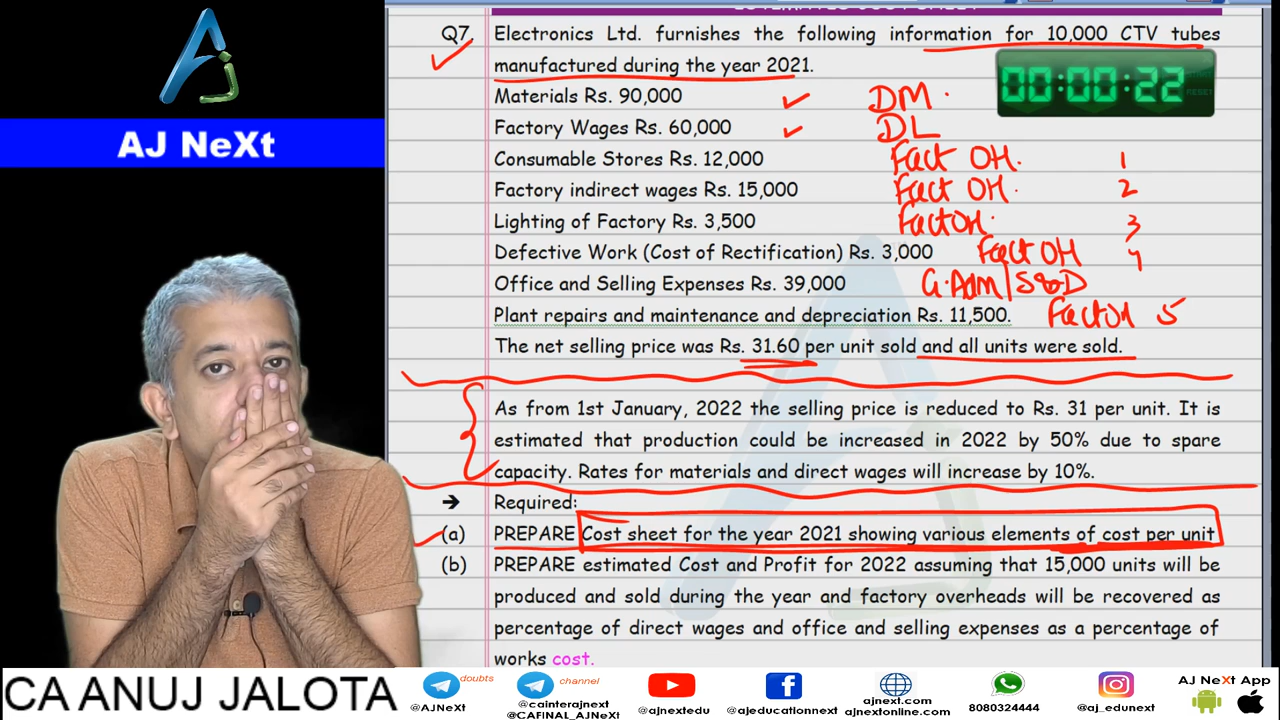 Q7. Electronics Ltd. furnishes the following information for 10,000 CTV tubes
manufactured during the year 2021.
00:00:22
Materials Rs. 90,000 DM
Factory Wages Rs. 60,000 DL
Consumable Stores Rs. 12,000 Fact OH. 1
Factory indirect wages Rs. 15,000 Fact OH. 2
Lighting of Factory Rs. 3,500 Fact OH. 3
Defective Work (Cost of Rectification) Rs. 3,000 Fact OH 4
Office and Selling Expenses Rs. 39,000 G.Adm/S&D
Plant repairs and maintenance and depreciation Rs. 11,500. Fact OH 5
The net selling price was Rs. 31.60 per unit sold and all units were sold.
As from 1st January, 2022 the selling price is reduced to Rs. 31 per unit. It is
estimated that production could be increased in 2022 by 50% due to spare
capacity. Rates for materials and direct wages will increase by 10%.
→ Required:
(a) PREPARE Cost sheet for the year 2021 showing various elements of cost per unit
(b) PREPARE estimated Cost and Profit for 2022 assuming that 15,000 units will be
produced and sold during the year and factory overheads will be recovered as
percentage of direct wages and office and selling expenses as a percentage of
works cost.
AJ
AJ NeXt
CA ANUJ JALOTA
doubts
@AJNeXt
channel
@cainterajnext
@CAFINAL_AJNeXt
@ajnextedu
@ajeducationnext
ajnext.com
ajnextonline.com
8080324444
@aj_edunext
AJ NeXt App